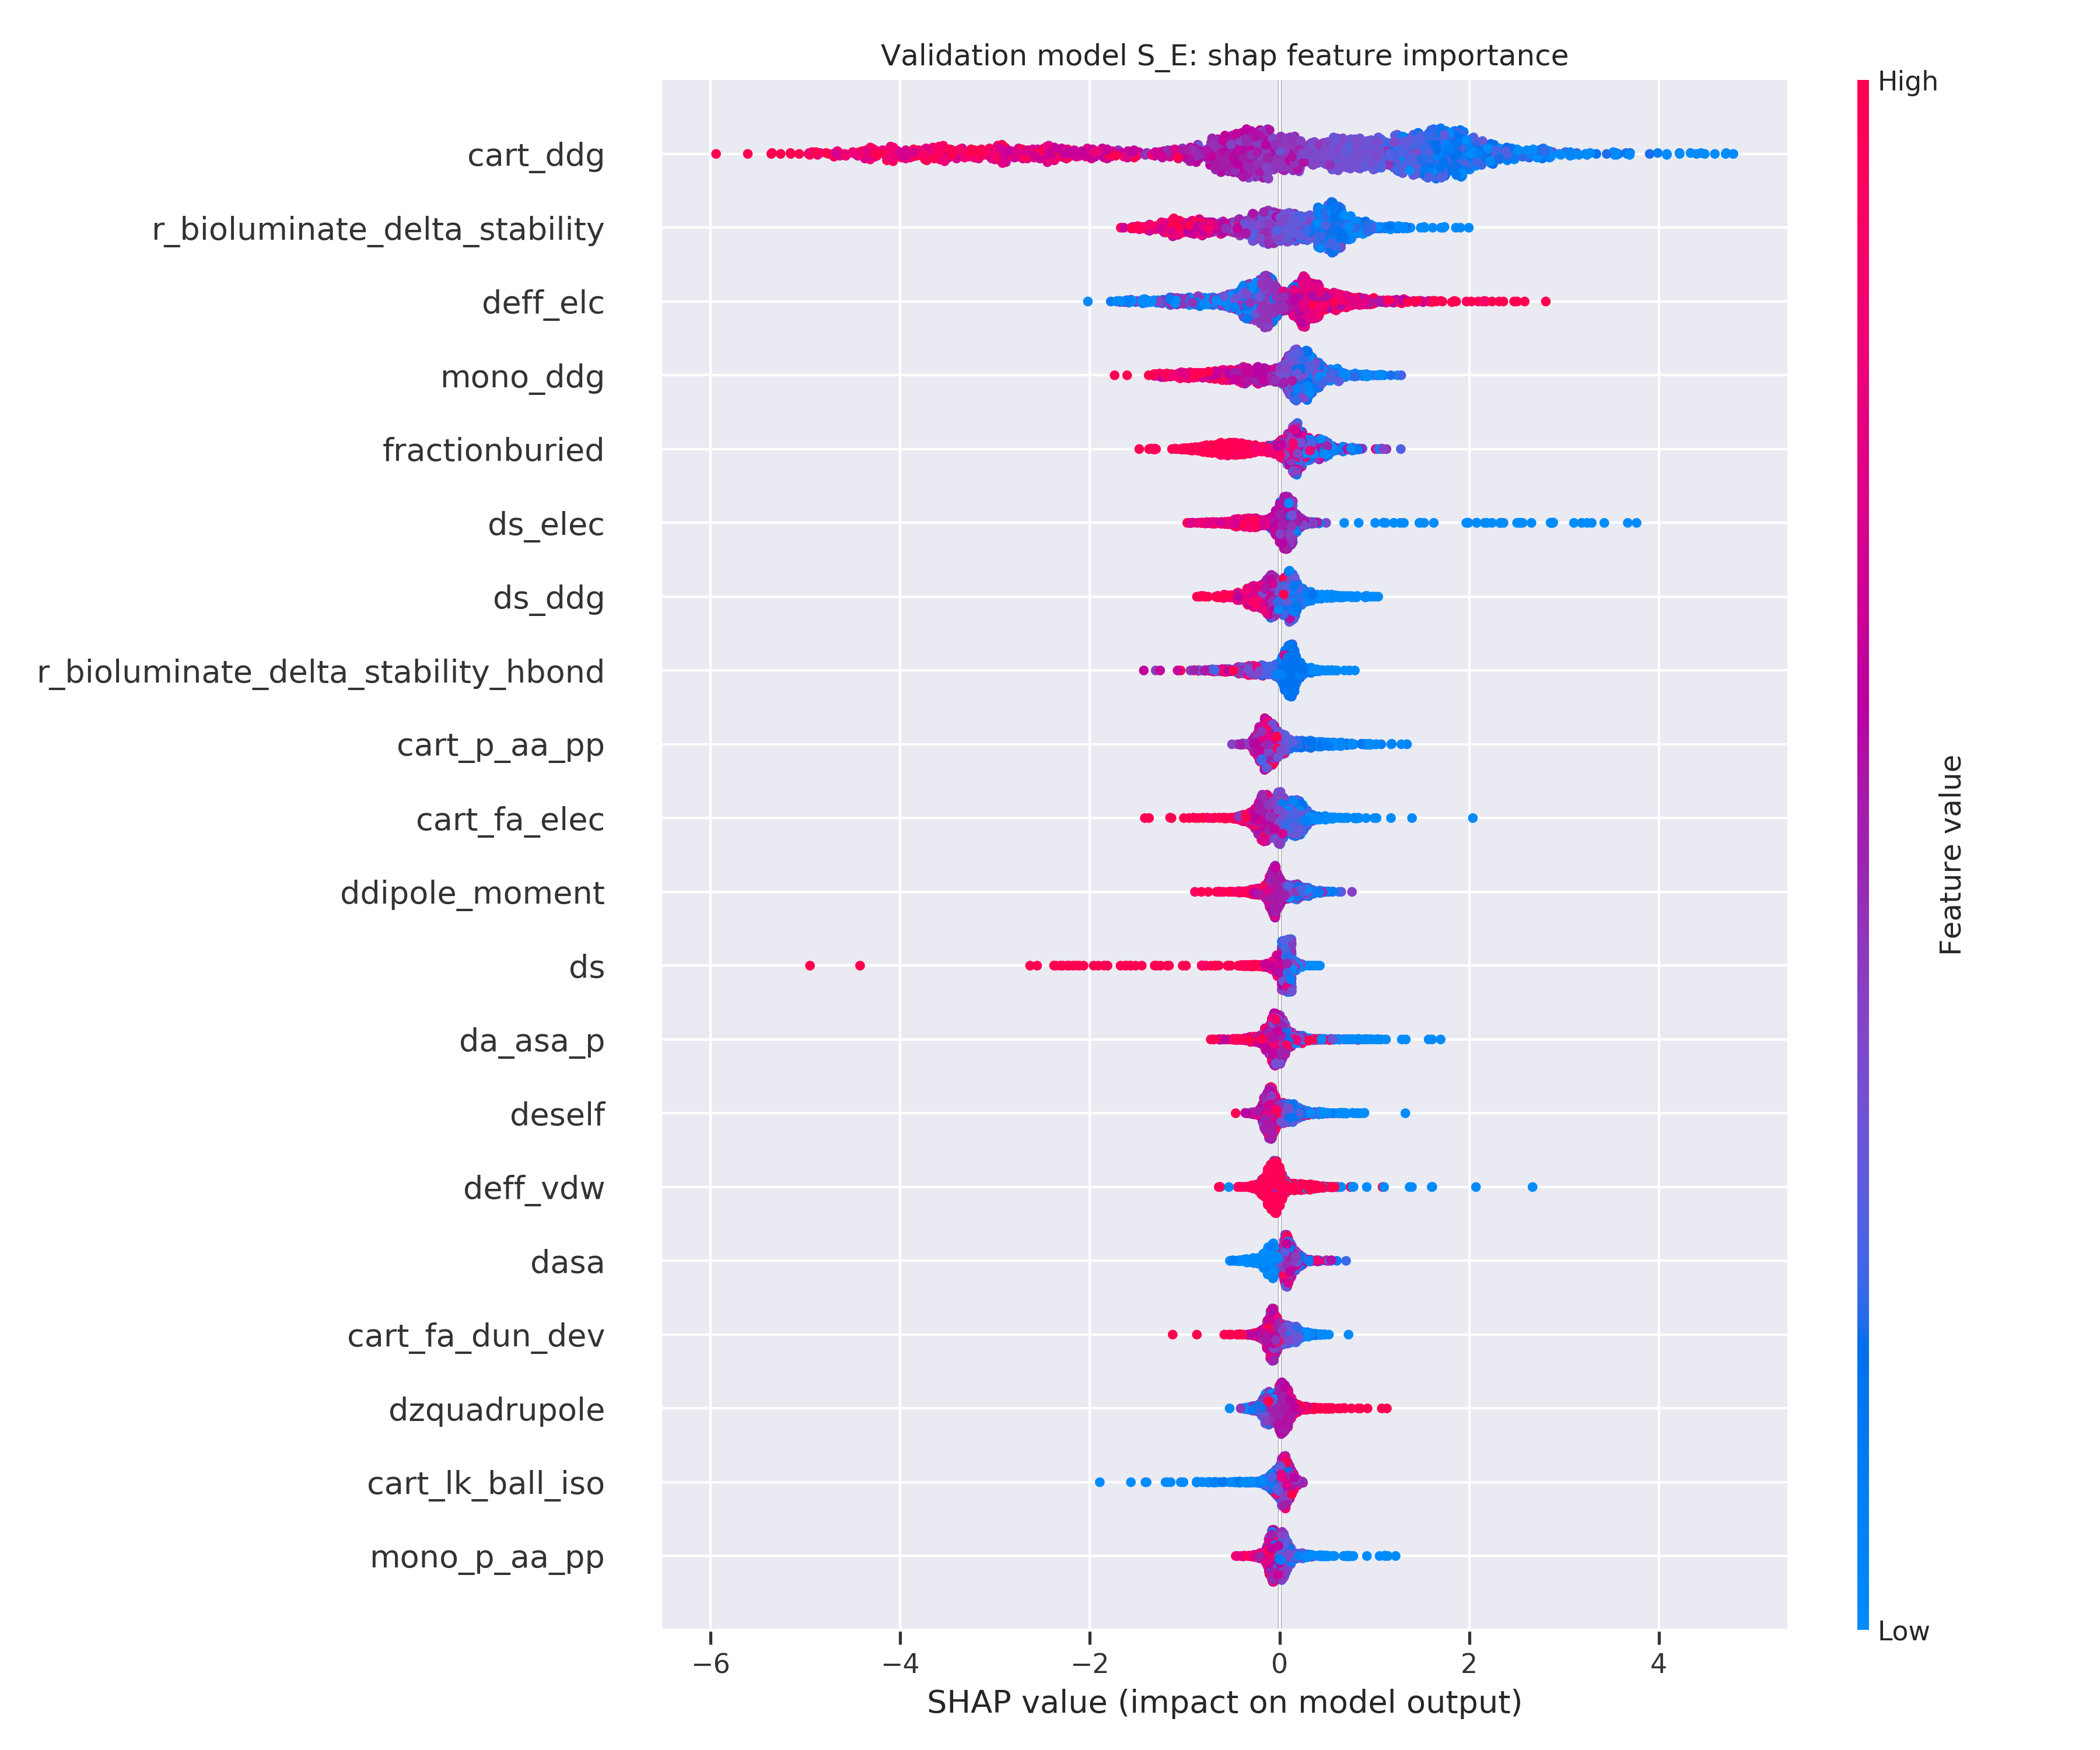 Validation model S_E: shap feature importance
High
cart_ddg
r_bioluminate_delta_stability
deff_elc
mono_ddg
fractionburied
ds_elec
ds_ddg
r_bioluminate_delta_stability_hbond
cart_p_aa_pp
cart_fa_elec
ddipole_moment
ds
da_asa_p
deself
deff_vdw
dasa
cart_fa_dun_dev
dzquadrupole
cart_lk_ball_iso
mono_p_aa_pp
Feature value
Low
−6 −4 −2 0 2 4
SHAP value (impact on model output)